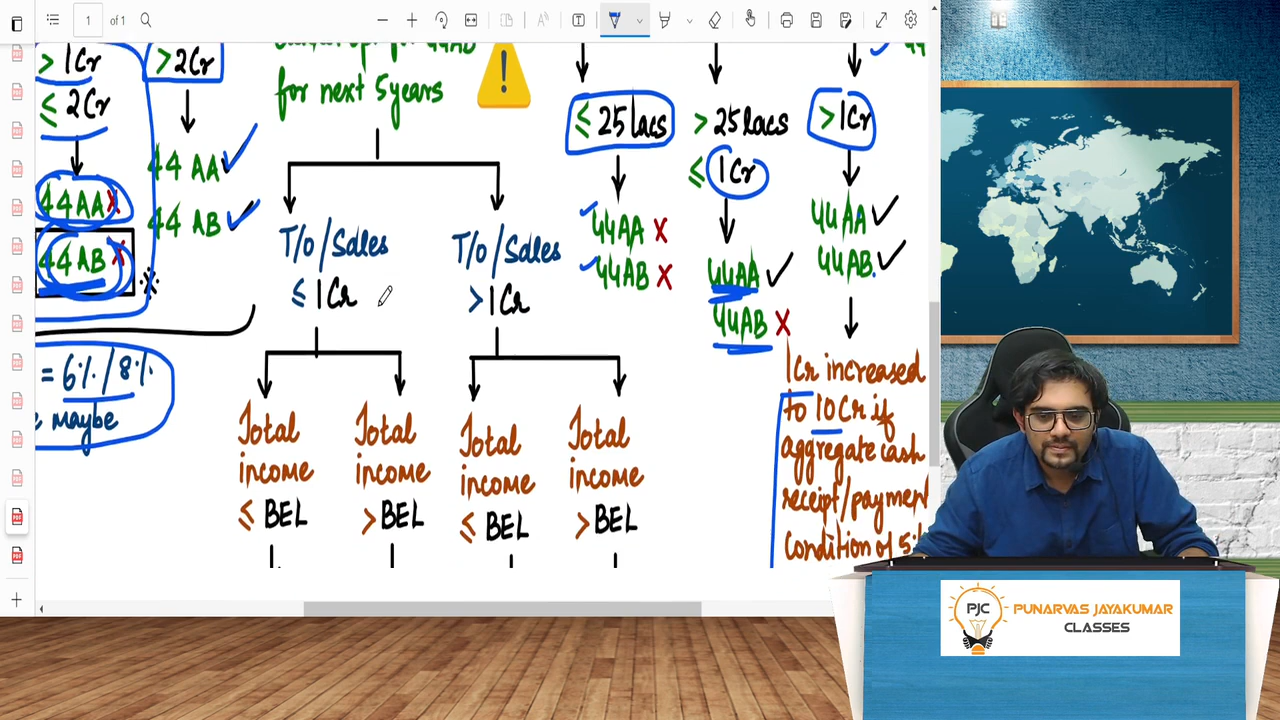 1
of 1
> 1Cr
≤ 2Cr
44AA X
44AB X
> 2Cr
44 AA ✓
44 AB ✓
= 6% / 8%
maybe
44AB
for next 5 years
!
T/o / Sales
≤ 1Cr
T/o / Sales
> 1Cr
Total
income
≤ BEL
Total
income
> BEL
Total
income
≤ BEL
Total
income
> BEL
≤ 25 lacs
44AA X
44AB X
> 25 lacs
≤ 1Cr
44AA ✓
44AB X
> 1Cr
44AA ✓
44AB. ✓
1Cr increased
to 10Cr if
aggregate cash
receipt/payment
condition of 5%
PJC
PUNARVAS JAYAKUMAR
CLASSES